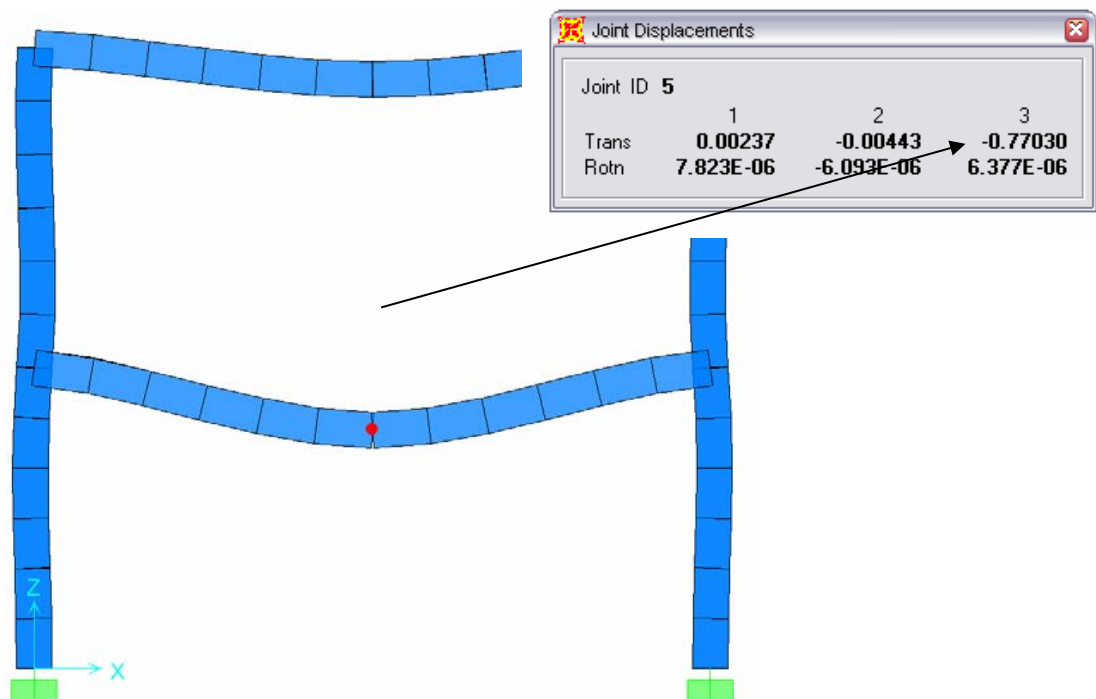 Joint Displacements
Joint ID 5
1 2 3
Trans 0.00237 -0.00443 -0.77030
Rotn 7.823E-06 -6.093E-06 6.377E-06
Z
X